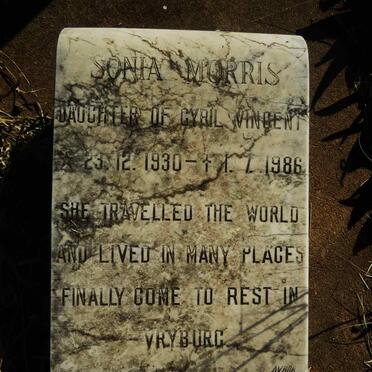 SONIA MORRIS
DAUGHTER OF CYRIL VINCENT
☆ 23.12.1930 – † 1.7.1986
SHE TRAVELLED THE WORLD
AND LIVED IN MANY PLACES
FINALLY COME TO REST IN
VRYBURG